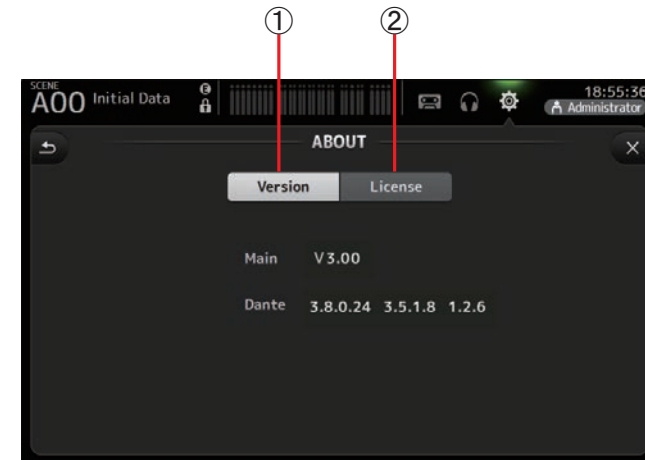 ① ②
SCENE
A00 Initial Data E 18:55:36
Administrator
ABOUT
Version License
Main V3.00
Dante 3.8.0.24 3.5.1.8 1.2.6